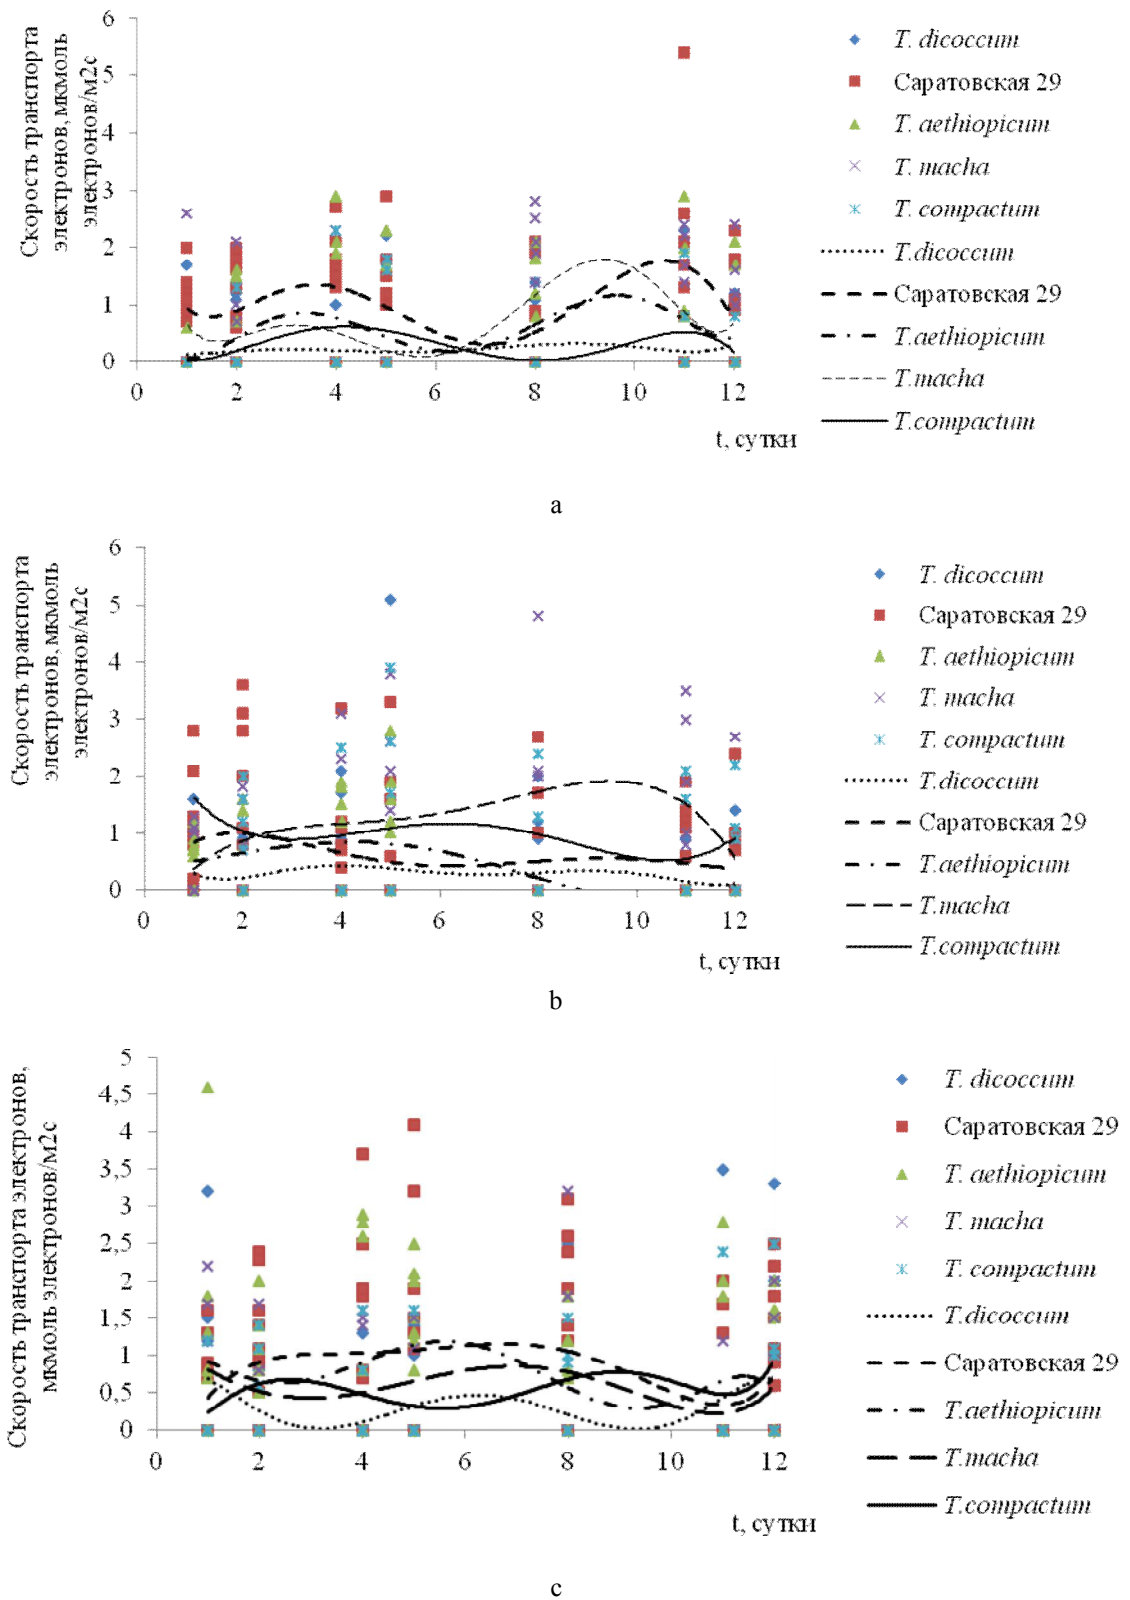 Скорость транспорта
электронов, мкмоль
электронов/м2с
6
5
4
3
2
1
0
0
2
4
6
8
10
12
t, сутки
T. dicoccum
Саратовская 29
T. aethiopicum
T. macha
T. compactum
T.dicoccum
Саратовская 29
T.aethiopicum
T.macha
T.compactum
a
Скорость транспорта
электронов, мкмоль
электронов/м2с
6
5
4
3
2
1
0
0
2
4
6
8
10
12
t, сутки
T. dicoccum
Саратовская 29
T. aethiopicum
T. macha
T. compactum
T.dicoccum
Саратовская 29
T.aethiopicum
T.macha
T.compactum
b
Скорость транспорта электронов,
мкмоль электронов/м2с
5
4,5
4
3,5
3
2,5
2
1,5
1
0,5
0
0
2
4
6
8
10
12
t, сутки
T. dicoccum
Саратовская 29
T. aethiopicum
T. macha
T. compactum
T.dicoccum
Саратовская 29
T.aethiopicum
T.macha
T.compactum
c